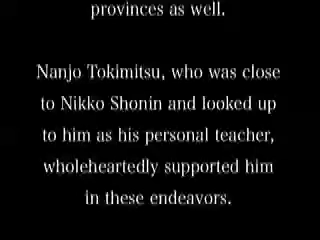 provinces as well.
Nanjo Tokimitsu, who was close
to Nikko Shonin and looked up
to him as his personal teacher,
wholeheartedly supported him
in these endeavors.